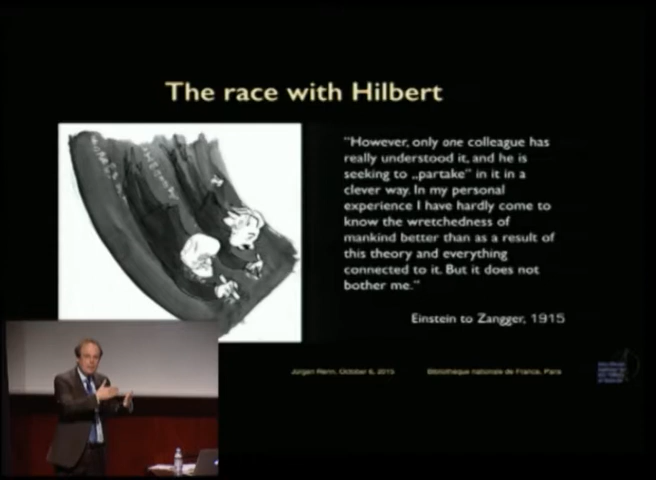 The race with Hilbert
"However, only one colleague has
really understood it, and he is
seeking to „partake" in it in a
clever way. In my personal
experience I have hardly come to
know the wretchedness of
mankind better than as a result of
this theory and everything
connected to it. But it does not
bother me."
Einstein to Zangger, 1915
Jürgen Renn, October 6, 2015
Bibliothèque nationale de France, Paris